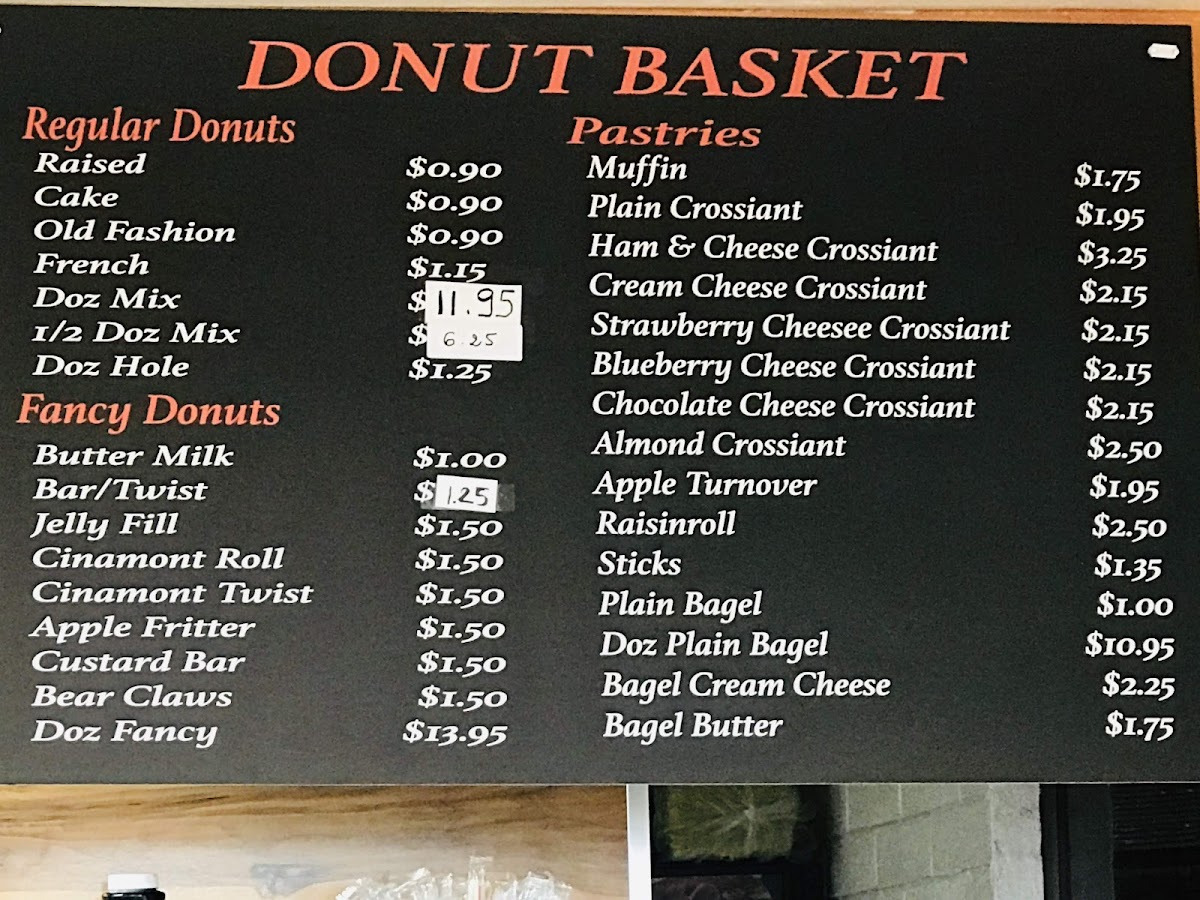 DONUT BASKET
Regular Donuts
Raised $0.90
Cake $0.90
Old Fashion $0.90
French $1.15
Doz Mix $11.95
1/2 Doz Mix $6.25
Doz Hole $1.25
Fancy Donuts
Butter Milk $1.00
Bar/Twist $1.25
Jelly Fill $1.50
Cinamont Roll $1.50
Cinamont Twist $1.50
Apple Fritter $1.50
Custard Bar $1.50
Bear Claws $1.50
Doz Fancy $13.95
Pastries
Muffin $1.75
Plain Crossiant $1.95
Ham & Cheese Crossiant $3.25
Cream Cheese Crossiant $2.15
Strawberry Cheesee Crossiant $2.15
Blueberry Cheese Crossiant $2.15
Chocolate Cheese Crossiant $2.15
Almond Crossiant $2.50
Apple Turnover $1.95
Raisinroll $2.50
Sticks $1.35
Plain Bagel $1.00
Doz Plain Bagel $10.95
Bagel Cream Cheese $2.25
Bagel Butter $1.75